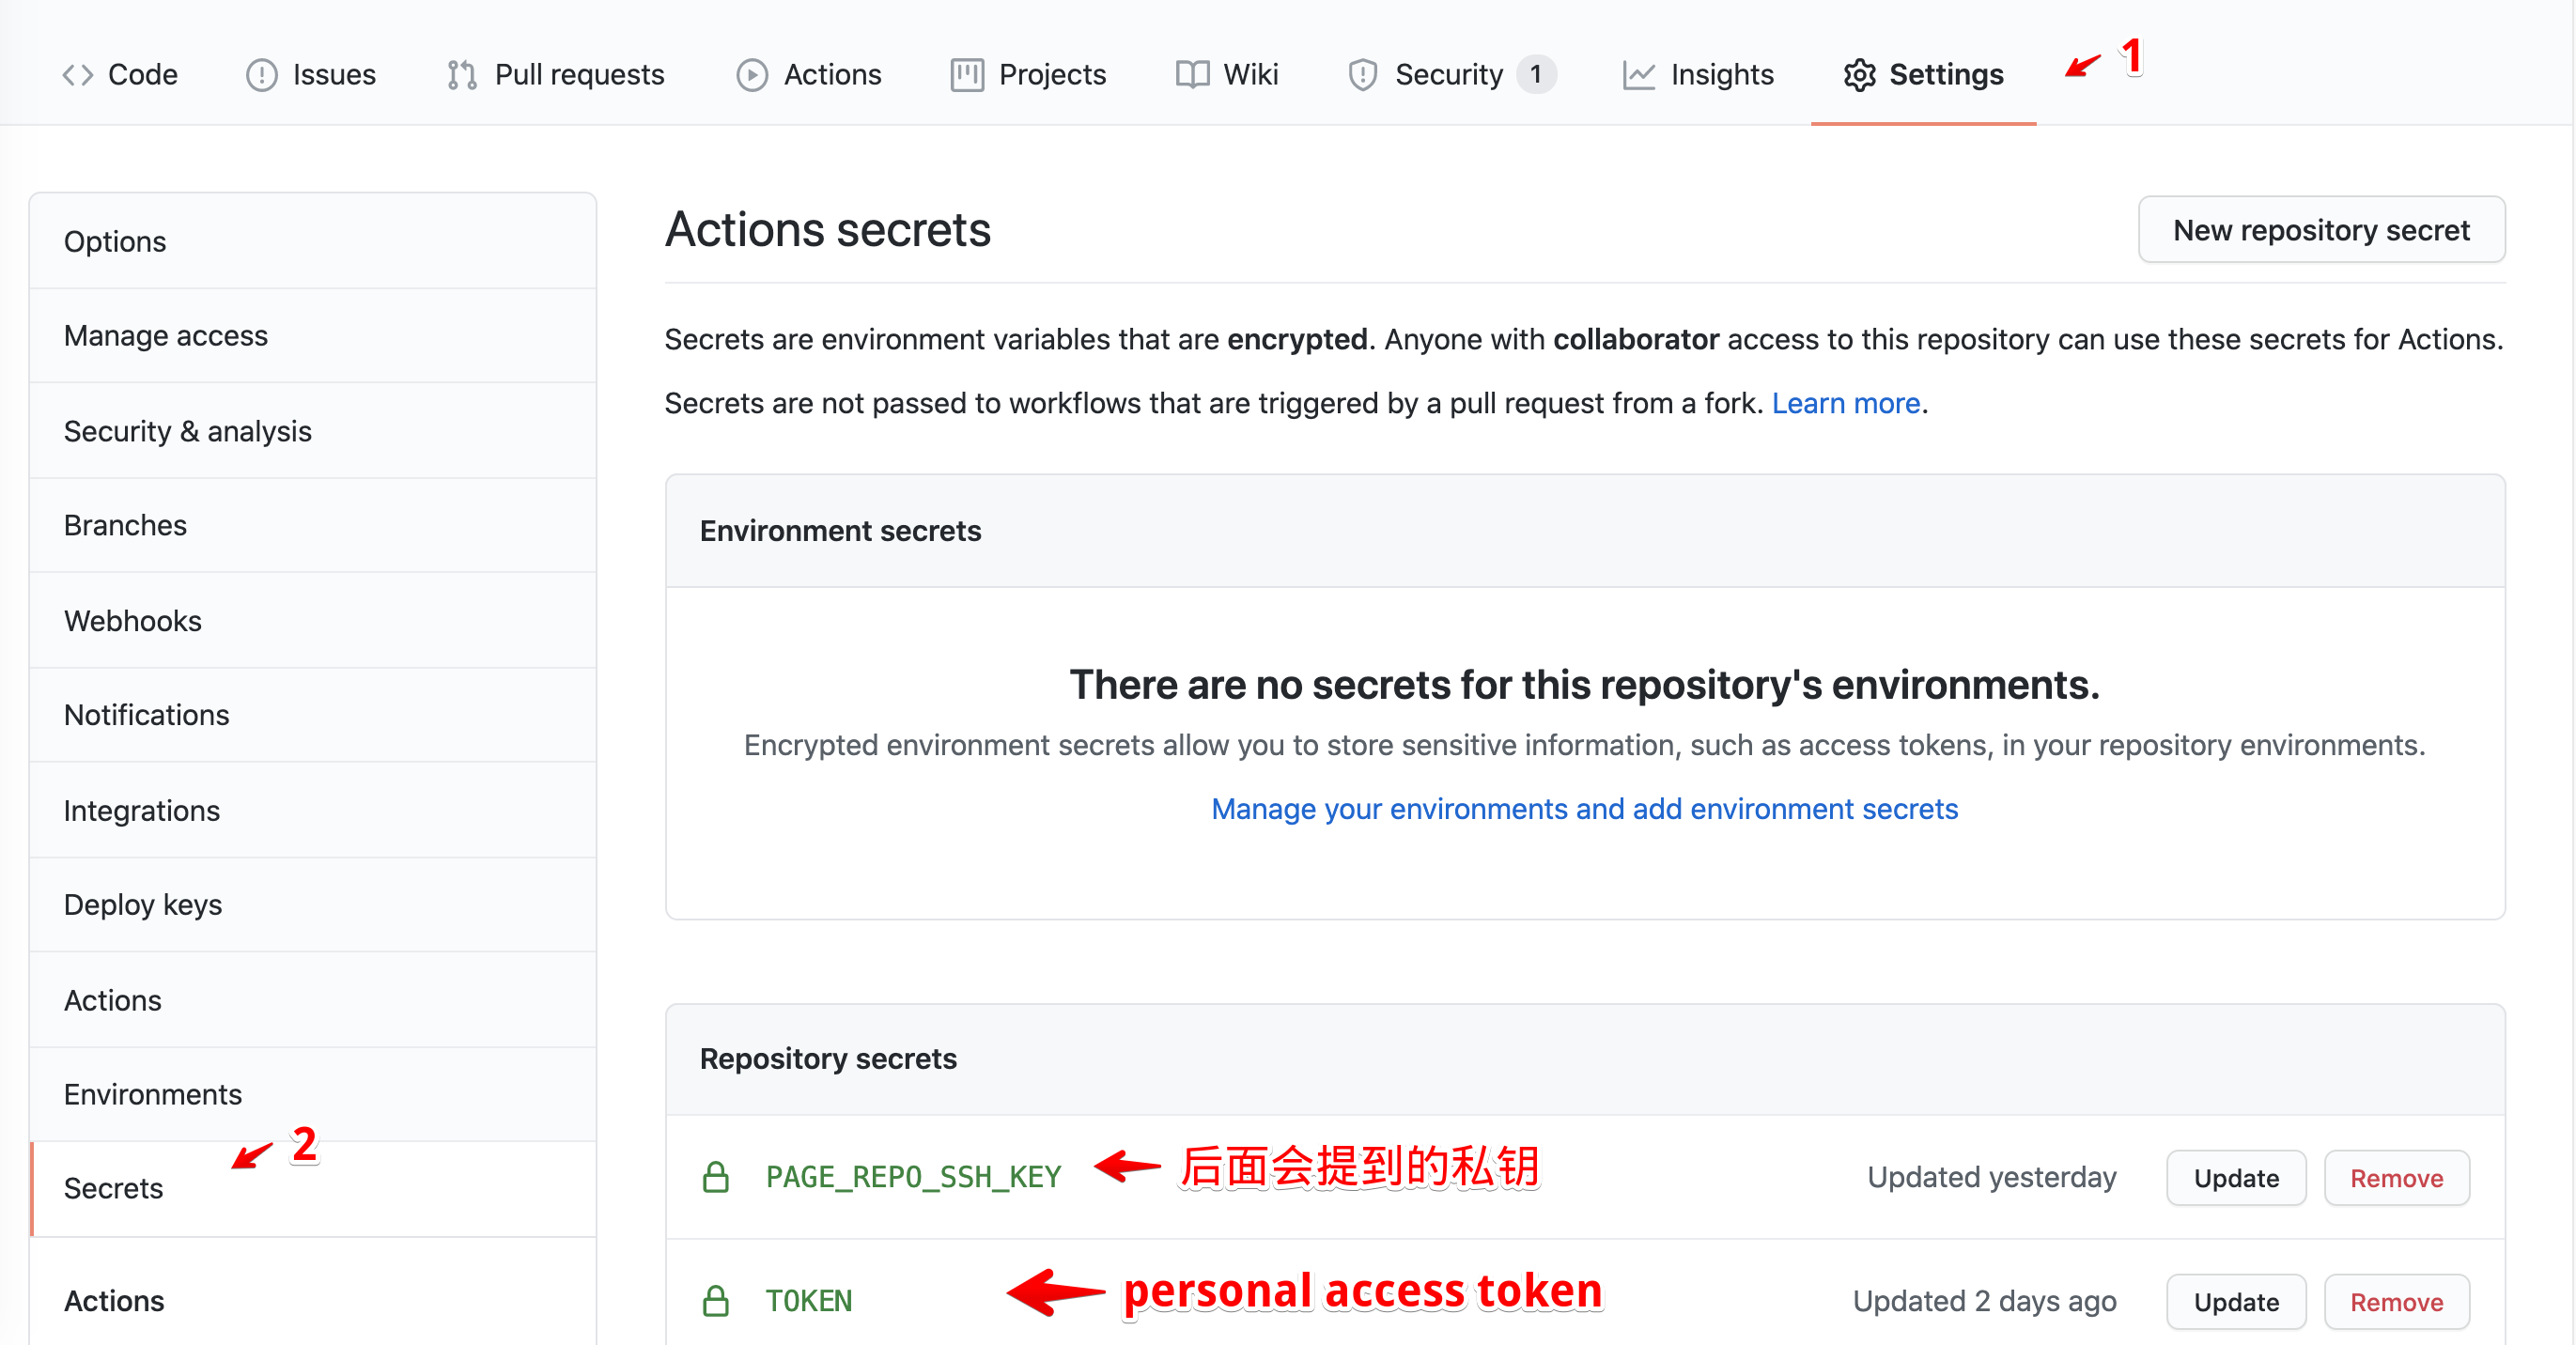 Code Issues Pull requests Actions Projects Wiki Security 1 Insights Settings 1
Options
Manage access
Security & analysis
Branches
Webhooks
Notifications
Integrations
Deploy keys
Actions
Environments
2
Secrets
Actions
Actions secrets
New repository secret
Secrets are environment variables that are encrypted. Anyone with collaborator access to this repository can use these secrets for Actions.
Secrets are not passed to workflows that are triggered by a pull request from a fork. Learn more.
Environment secrets
There are no secrets for this repository's environments.
Encrypted environment secrets allow you to store sensitive information, such as access tokens, in your repository environments.
Manage your environments and add environment secrets
Repository secrets
PAGE_REPO_SSH_KEY 后面会提到的私钥 Updated yesterday Update Remove
TOKEN personal access token Updated 2 days ago Update Remove